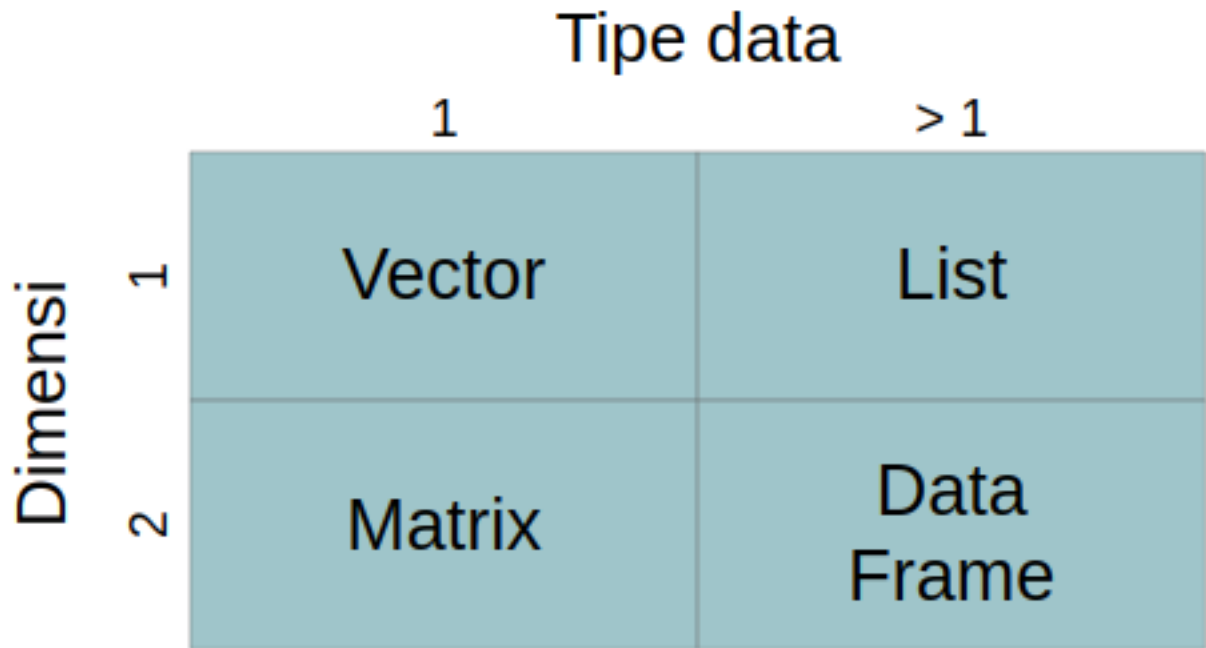 Tipe data
1
> 1
Dimensi
1
Vector
List
2
Matrix
Data
Frame